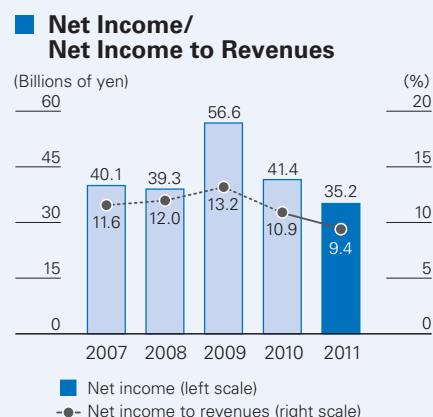 Net Income/
Net Income to Revenues
(Billions of yen) (%)
60 20
56.6
45 15
40.1 39.3 41.4 35.2
30 10
11.6 12.0 13.2 10.9 9.4
15 5
0 0
2007 2008 2009 2010 2011
Net income (left scale)
Net income to revenues (right scale)